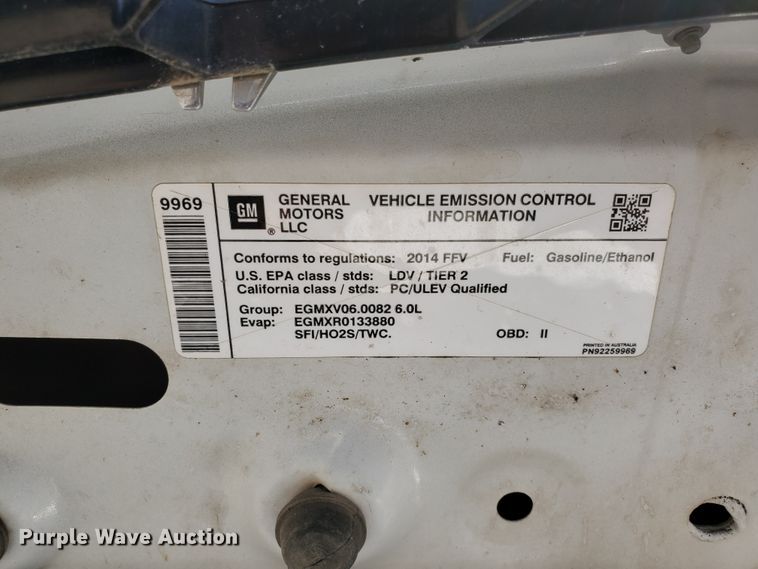 9969
GM ®
GENERAL MOTORS LLC
VEHICLE EMISSION CONTROL INFORMATION
Conforms to regulations: 2014 FFV Fuel: Gasoline/Ethanol
U.S. EPA class / stds: LDV / TIER 2
California class / stds: PC/ULEV Qualified
Group: EGMXV06.0082 6.0L
Evap: EGMXR0133880
SFI/HO2S/TWC. OBD: II
PRINTED IN AUSTRALIA
PN92259969
Purple Wave Auction